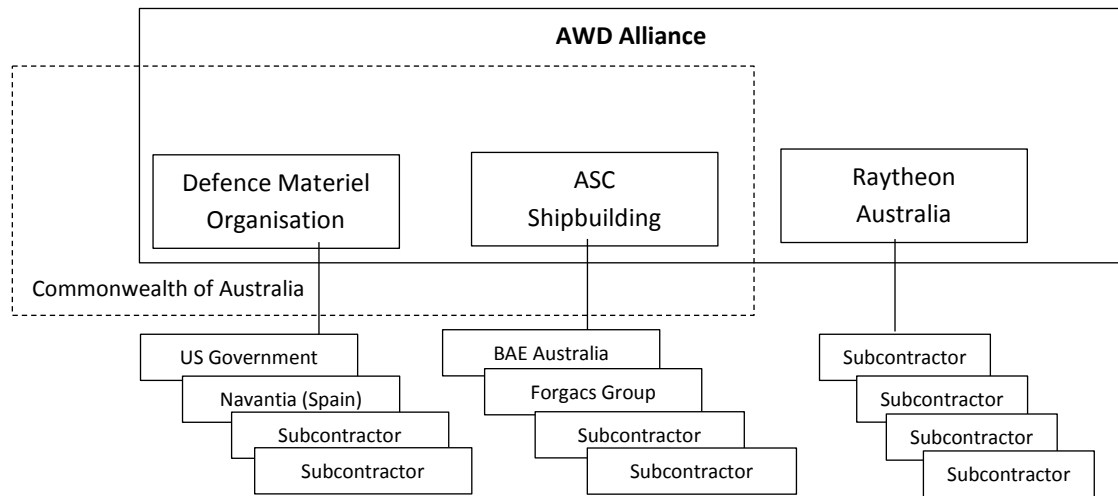 AWD Alliance
Defence Materiel
Organisation
ASC
Shipbuilding
Raytheon
Australia
Commonwealth of Australia
US Government
Navantia (Spain)
Subcontractor
Subcontractor
BAE Australia
Forgacs Group
Subcontractor
Subcontractor
Subcontractor
Subcontractor
Subcontractor
Subcontractor